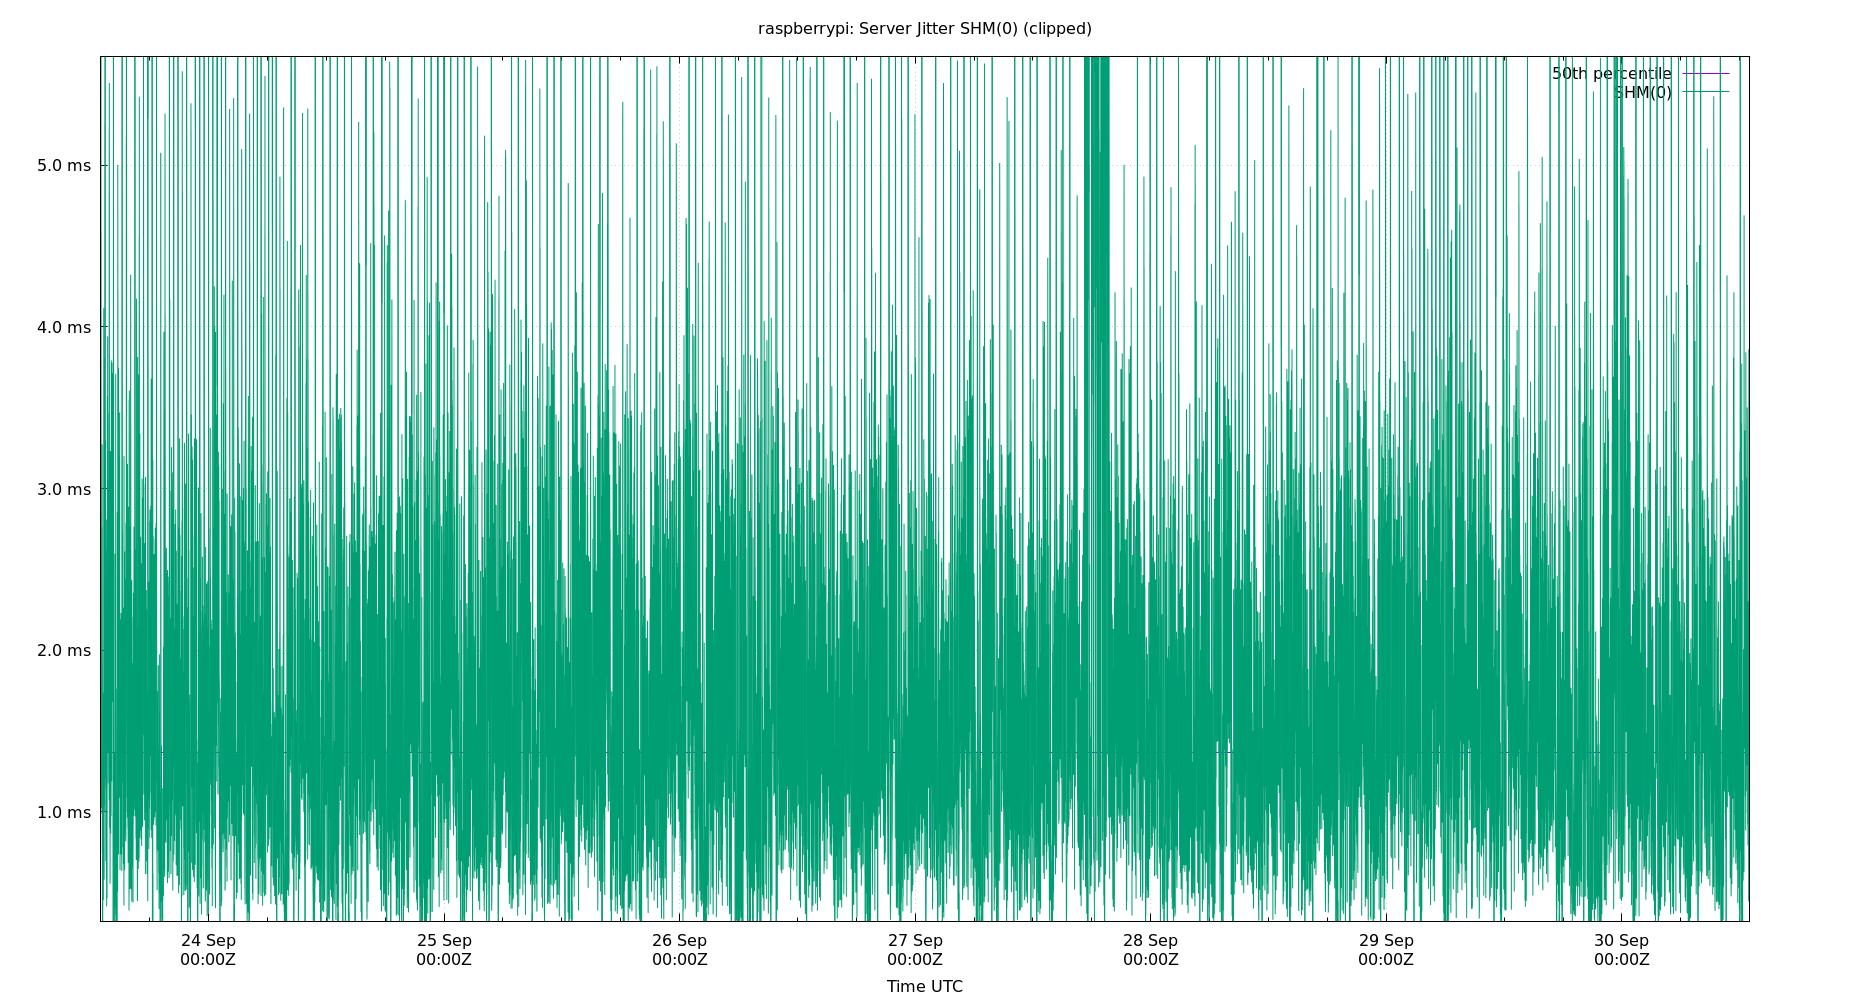 raspberrypi: Server Jitter SHM(0) (clipped)
50th percentile
SHM(0)
5.0 ms
4.0 ms
3.0 ms
2.0 ms
1.0 ms
24 Sep 25 Sep 26 Sep 27 Sep 28 Sep 29 Sep 30 Sep
00:00Z 00:00Z 00:00Z 00:00Z 00:00Z 00:00Z 00:00Z
Time UTC